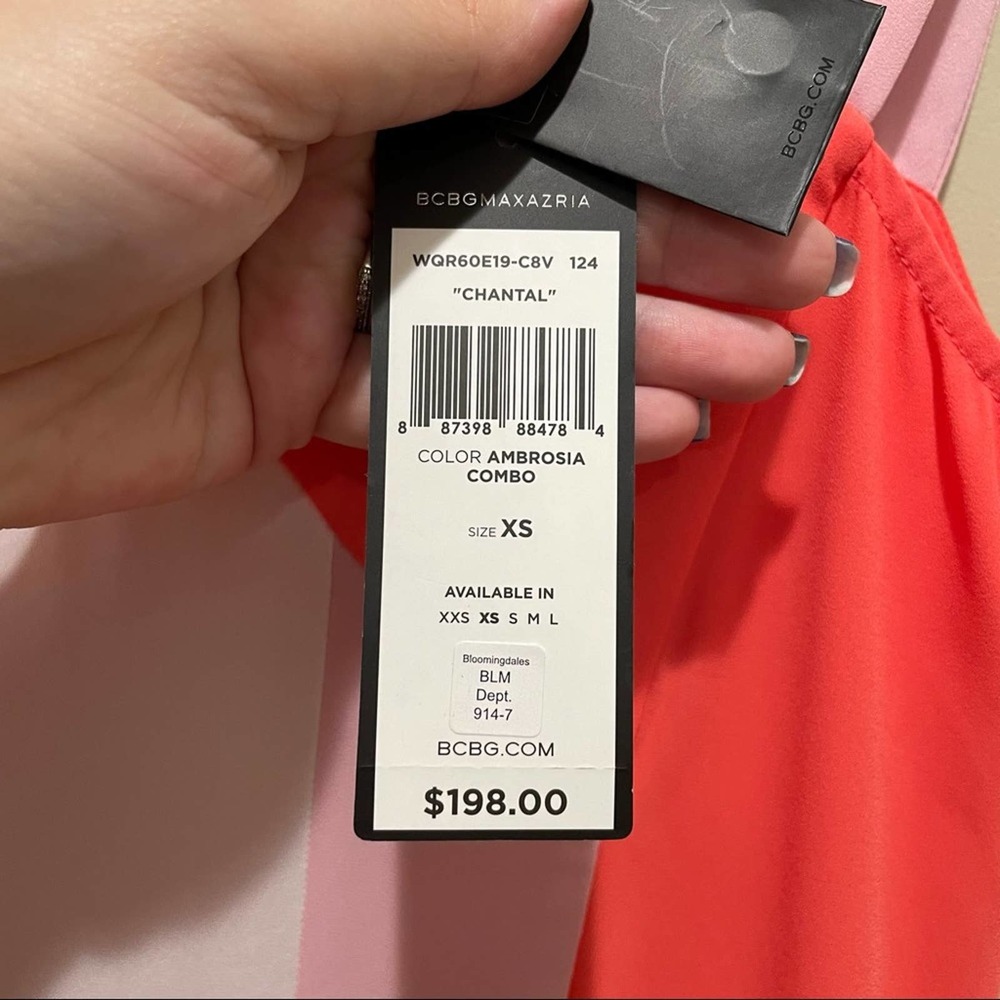 BCBG.COM
BCBGMAXAZRIA
WQR60E19-C8V 124
"CHANTAL"
8 87398 88478 4
COLOR AMBROSIA
COMBO
SIZE XS
AVAILABLE IN
XXS XS S M L
Bloomingdales
BLM
Dept.
914-7
BCBG.COM
$198.00